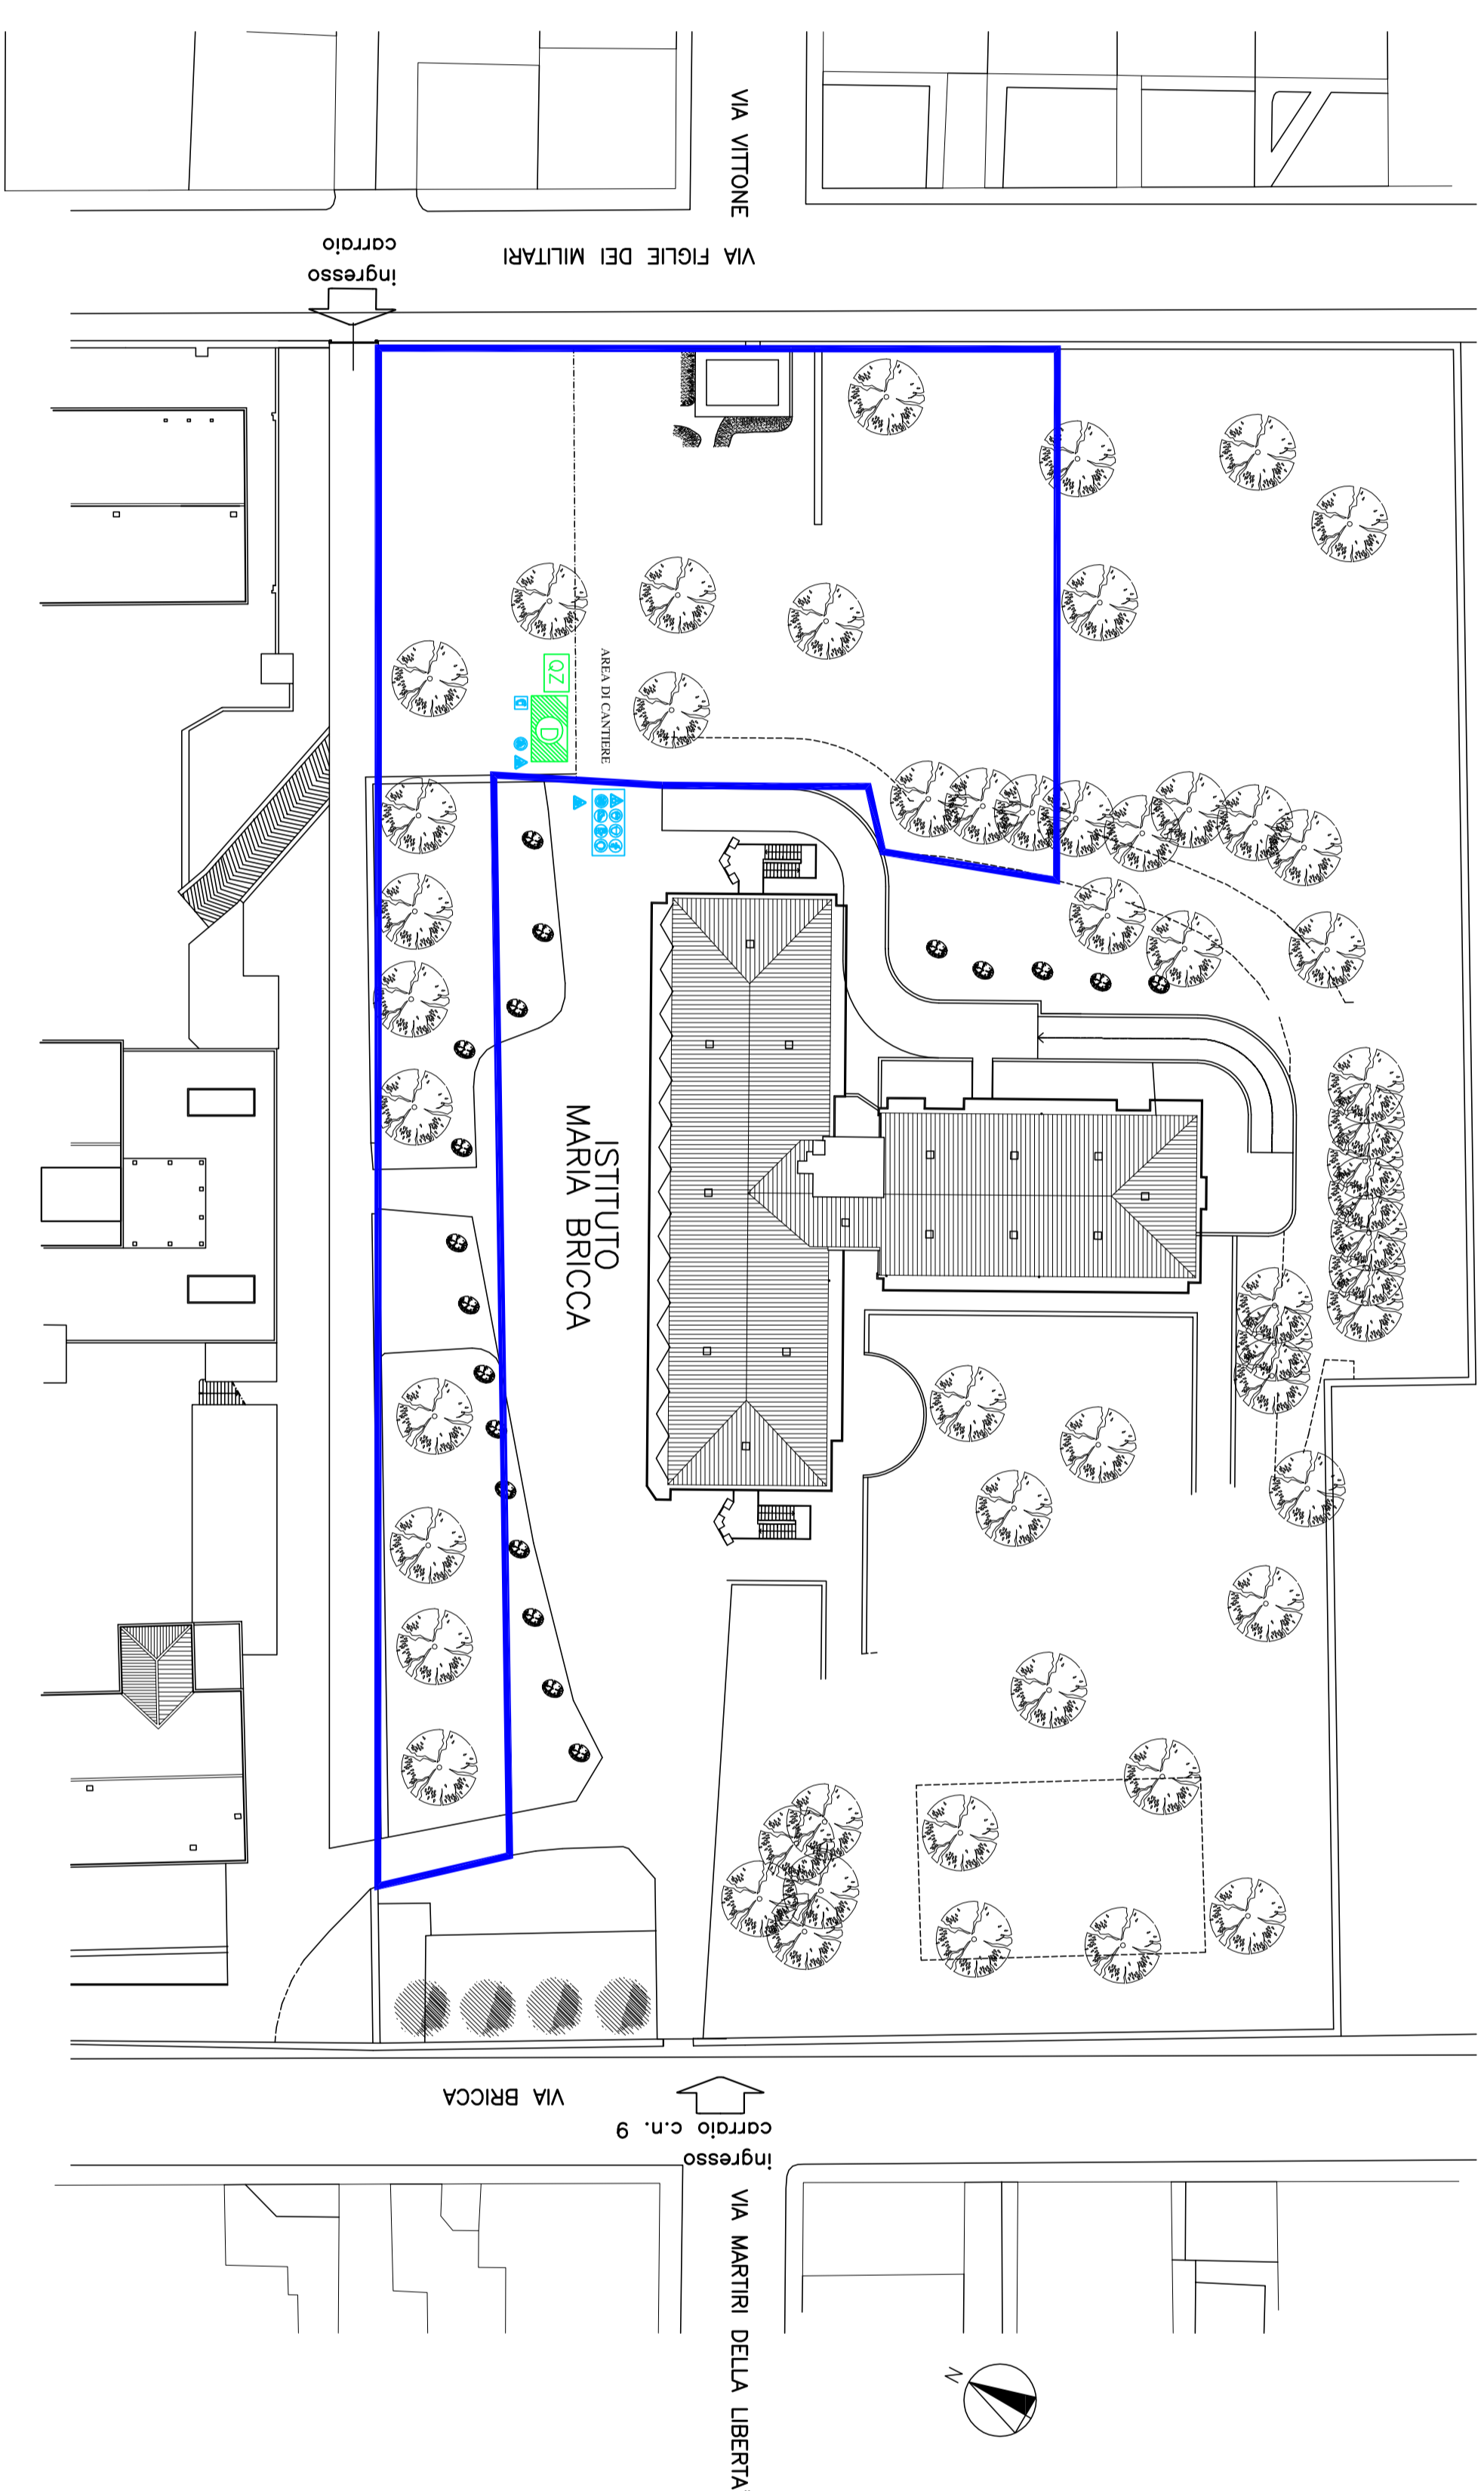 VIA VITTONE
VIA FIGLIE DEI MILITARI
ingresso
carraio
AREA DI CANTIERE
QZ
D
ISTITUTO
MARIA BRICCA
VIA BRICCA
ingresso
carraio c.n. 9
VIA MARTIRI DELLA LIBERTA'
N